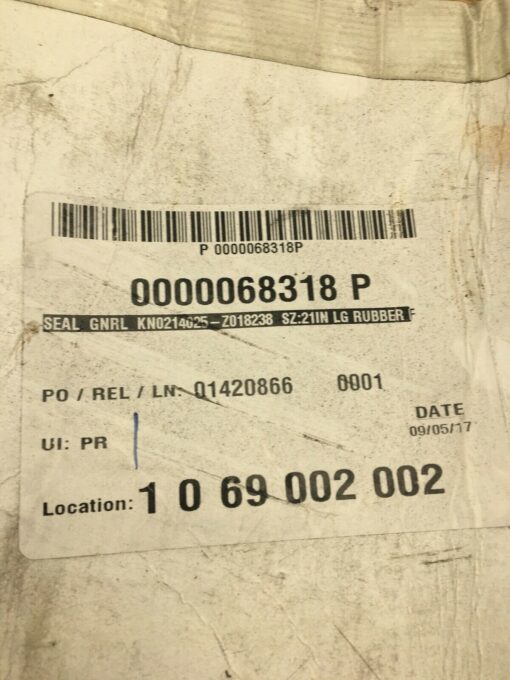 P 0000068318P
0000068318 P
SEAL GNRL KN0214025-Z018238 SZ:21IN LG RUBBER F
PO / REL / LN: 01420866 0001
DATE
09/05/17
UI: PR
Location: 1 0 69 002 002